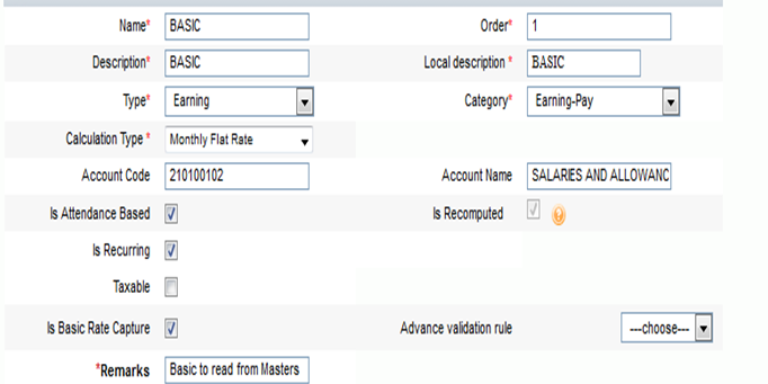 Name* BASIC Order* 1
Description* BASIC Local description * BASIC
Type* Earning Category* Earning-Pay
Calculation Type * Monthly Flat Rate
Account Code 210100102 Account Name SALARIES AND ALLOWANC
Is Attendance Based Is Recomputed
Is Recurring
Taxable
Is Basic Rate Capture Advance validation rule ---choose---
*Remarks Basic to read from Masters